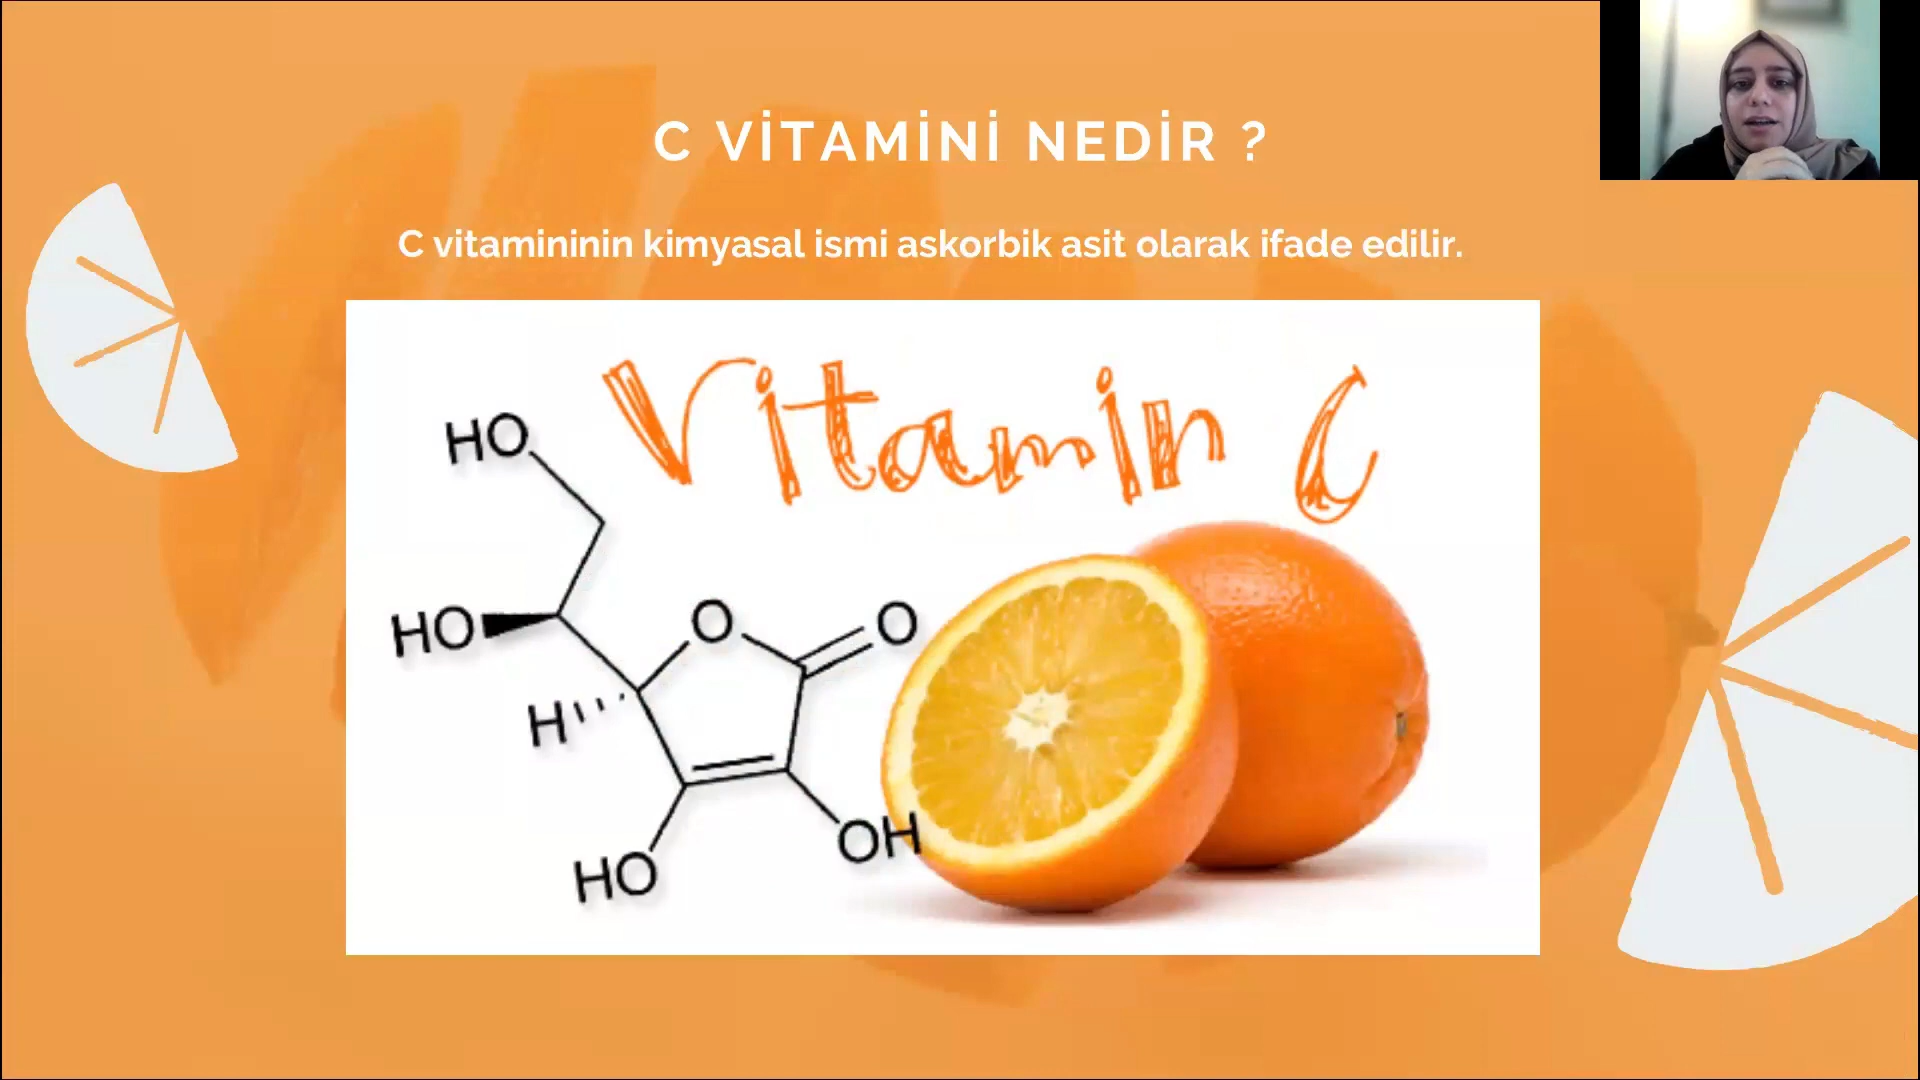 C VİTAMİNİ NEDİR ?
C vitamininin kimyasal ismi askorbik asit olarak ifade edilir.
Vitamin C
HO
HO
O
O
H
OH
HO